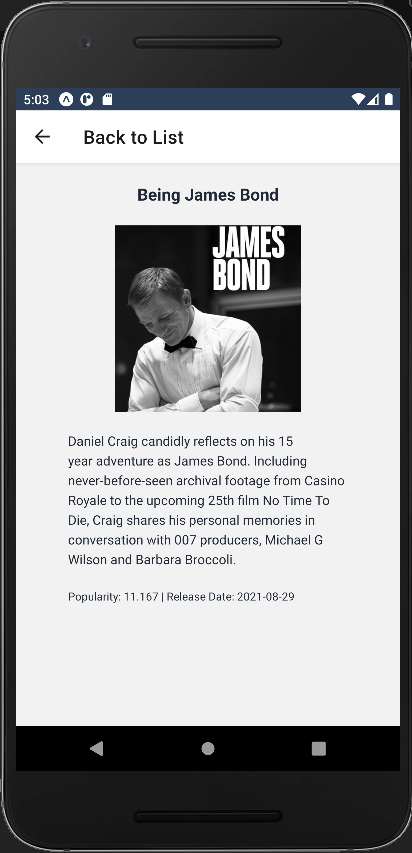 5:03
Back to List
Being James Bond
JAMES
BOND
Daniel Craig candidly reflects on his 15
year adventure as James Bond. Including
never-before-seen archival footage from Casino
Royale to the upcoming 25th film No Time To
Die, Craig shares his personal memories in
conversation with 007 producers, Michael G
Wilson and Barbara Broccoli.
Popularity: 11.167 | Release Date: 2021-08-29